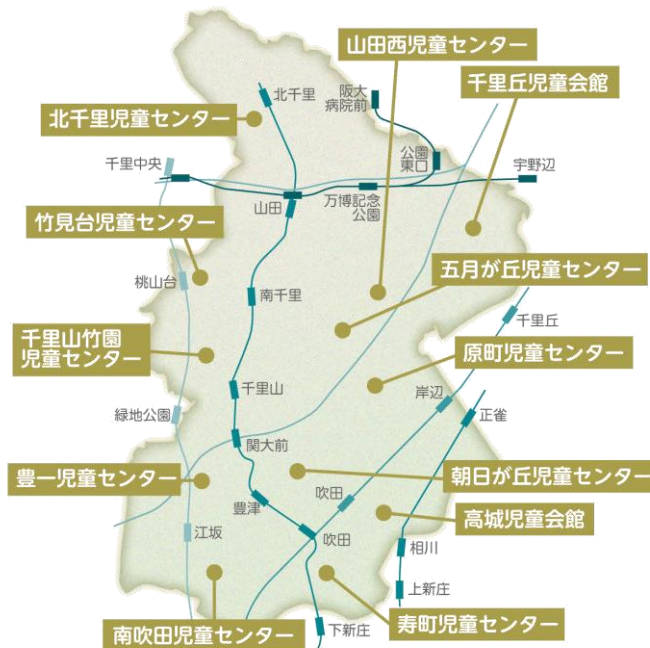 山田西児童センター
千里丘児童会館
北千里
阪大
病院前
北千里児童センター
公園
東口
千里中央
宇野辺
山田
万博記念
公園
竹見台児童センター
桃山台
南千里
五月が丘児童センター
千里丘
千里山竹園
児童センター
原町児童センター
千里山
岸辺
正雀
緑地公園
関大前
豊一児童センター
朝日が丘児童センター
豊津
吹田
高城児童会館
江坂
吹田
相川
上新庄
南吹田児童センター
下新庄
寿町児童センター